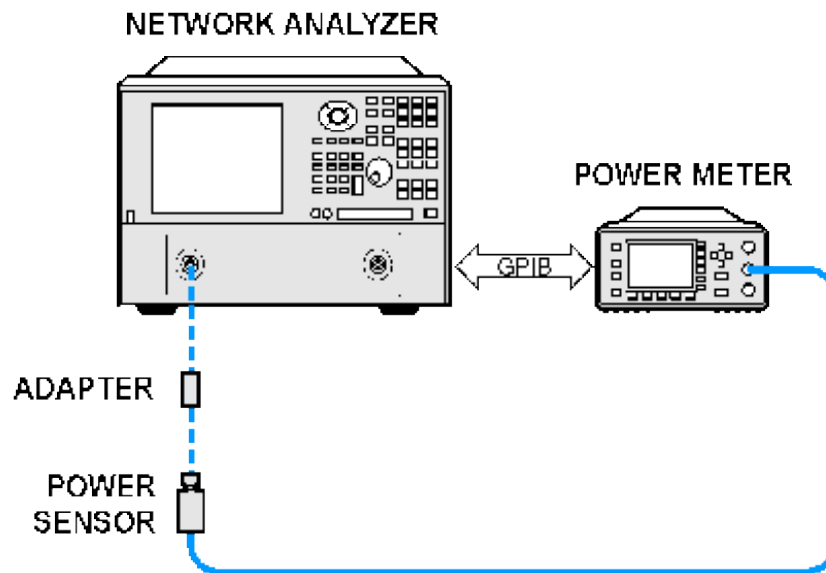 NETWORK ANALYZER
POWER METER
GPIB
ADAPTER
POWER
SENSOR